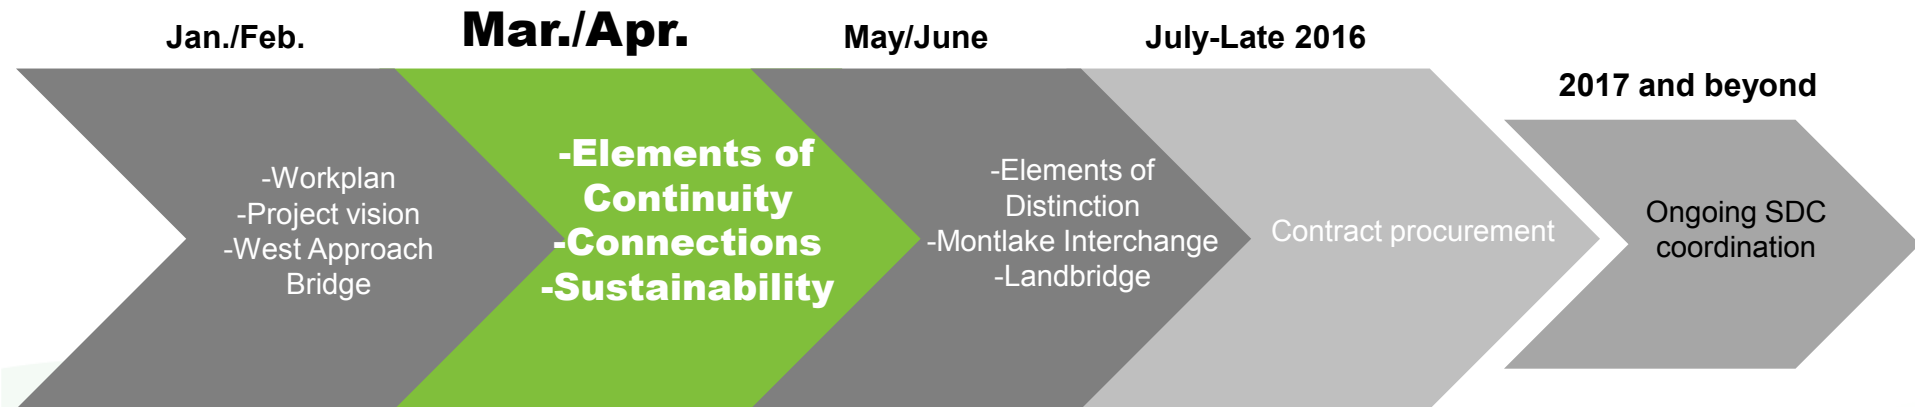 Jan./Feb.
Mar./Apr.
May/June
July-Late 2016
2017 and beyond
-Workplan
-Project vision
-West Approach
Bridge
-Elements of
Continuity
-Connections
-Sustainability
-Elements of
Distinction
-Montlake Interchange
-Landbridge
Contract procurement
Ongoing SDC
coordination